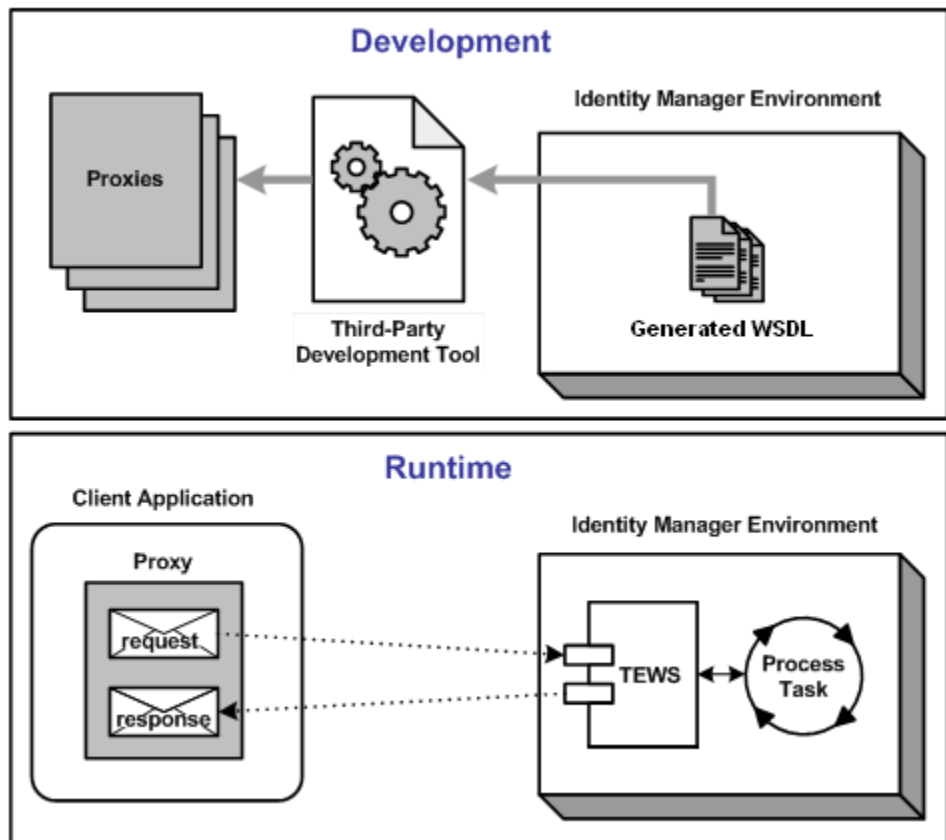 Development
Identity Manager Environment
Proxies
Generated WSDL
Third-Party
Development Tool
Runtime
Client Application
Identity Manager Environment
Proxy
request
response
TEWS
Process
Task